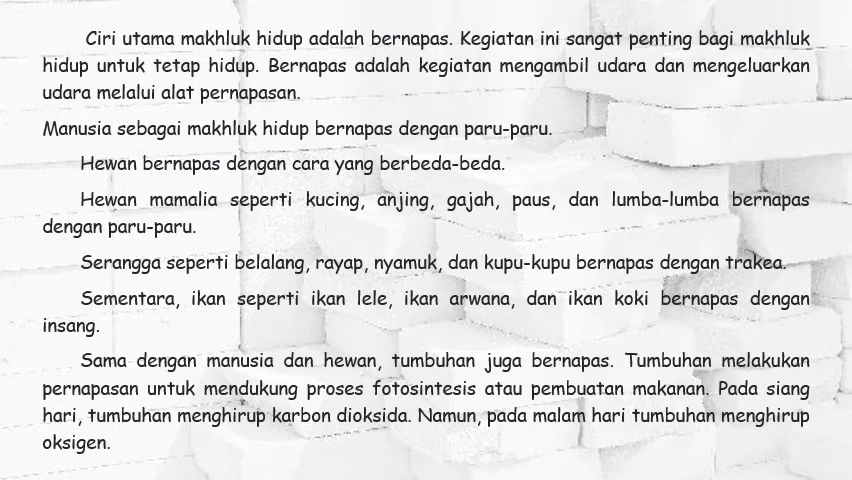 Ciri utama makhluk hidup adalah bernapas. Kegiatan ini sangat penting bagi makhluk
hidup untuk tetap hidup. Bernapas adalah kegiatan mengambil udara dan mengeluarkan
udara melalui alat pernapasan.
Manusia sebagai makhluk hidup bernapas dengan paru-paru.
Hewan bernapas dengan cara yang berbeda-beda.
Hewan mamalia seperti kucing, anjing, gajah, paus, dan lumba-lumba bernapas
dengan paru-paru.
Serangga seperti belalang, rayap, nyamuk, dan kupu-kupu bernapas dengan trakea.
Sementara, ikan seperti ikan lele, ikan arwana, dan ikan koki bernapas dengan
insang.
Sama dengan manusia dan hewan, tumbuhan juga bernapas. Tumbuhan melakukan
pernapasan untuk mendukung proses fotosintesis atau pembuatan makanan. Pada siang
hari, tumbuhan menghirup karbon dioksida. Namun, pada malam hari tumbuhan menghirup
oksigen.